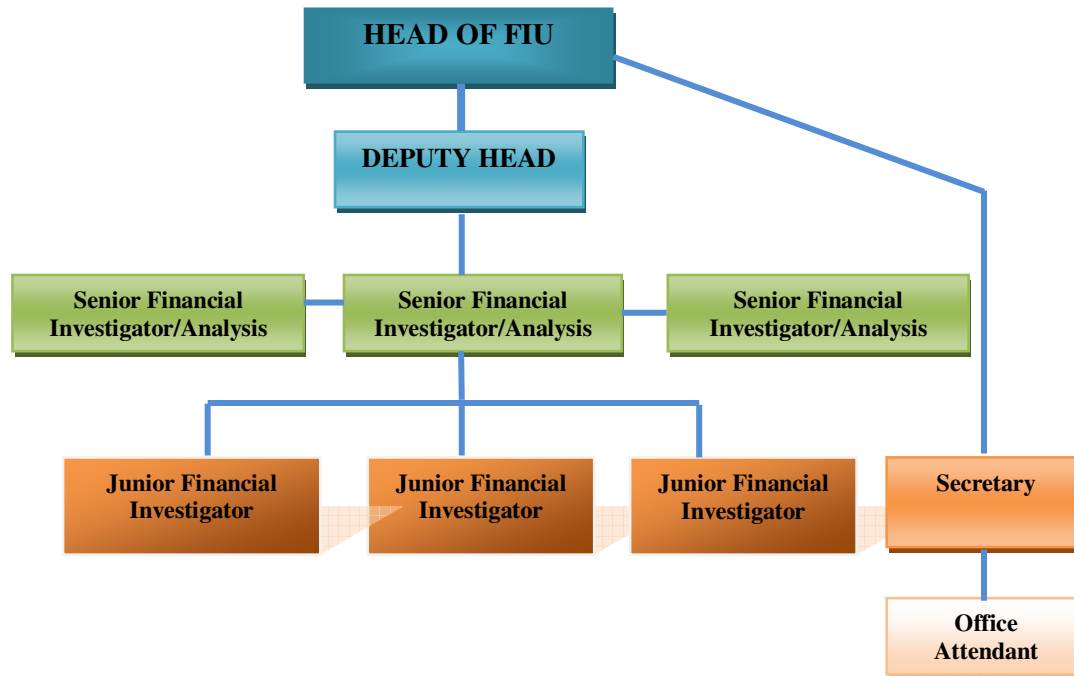 HEAD OF FIU
DEPUTY HEAD
Senior Financial
Investigator/Analysis
Senior Financial
Investigator/Analysis
Senior Financial
Investigator/Analysis
Junior Financial
Investigator
Junior Financial
Investigator
Junior Financial
Investigator
Secretary
Office
Attendant